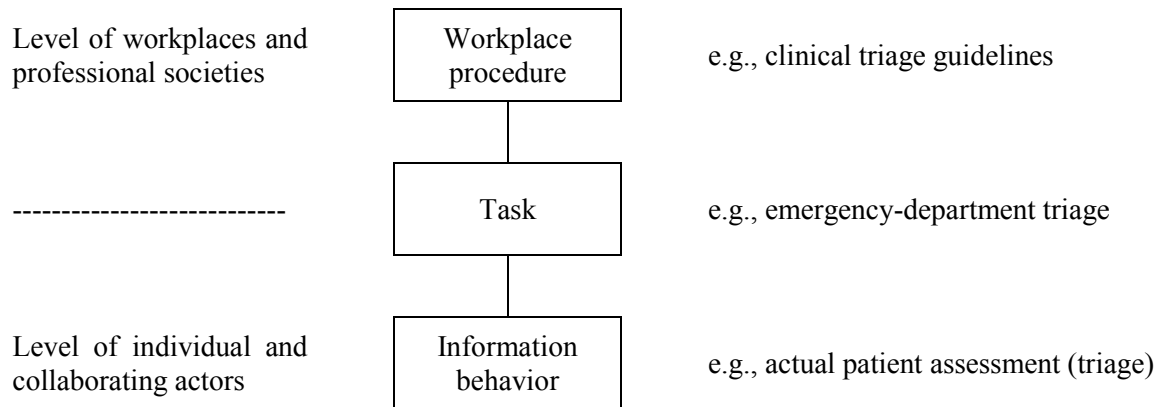 Level of workplaces and
professional societies
Workplace
procedure
e.g., clinical triage guidelines
----------------------------
Task
e.g., emergency-department triage
Level of individual and
collaborating actors
Information
behavior
e.g., actual patient assessment (triage)